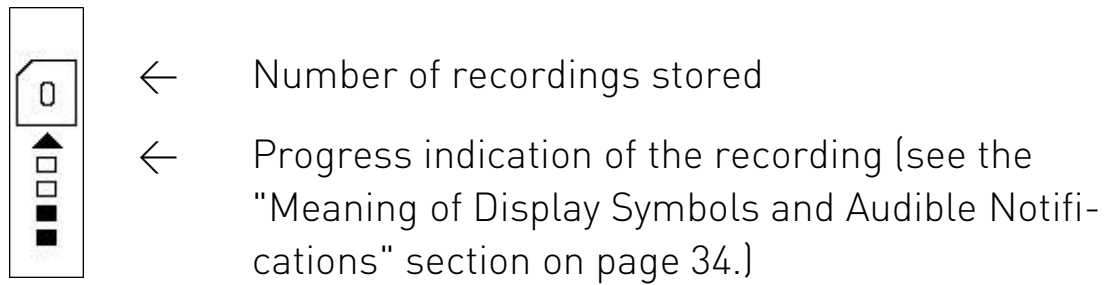 0
← Number of recordings stored
← Progress indication of the recording (see the
"Meaning of Display Symbols and Audible Notifi-
cations" section on page 34.)